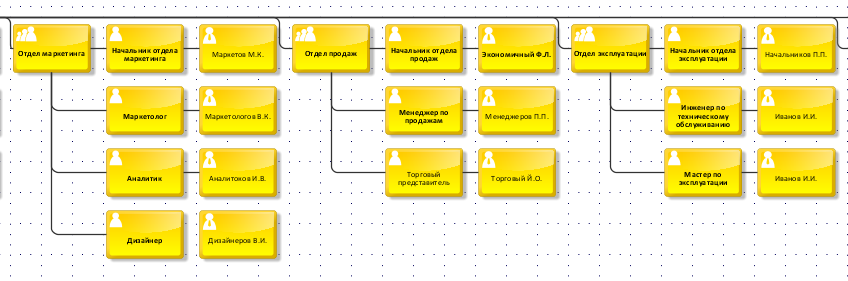 Отдел маркетинга
Начальник отдела
маркетинга
Маркетов М.К.
Отдел продаж
Начальник отдела
продаж
Экономичный Ф.Л.
Отдел эксплуатации
Начальник отдела
эксплуатации
Начальников П.П.
Маркетолог
Маркетологов В.К.
Менеджер по
продажам
Менеджеров П.П.
Инженер по
техническому
обслуживанию
Иванов И.И.
Аналитик
Аналитоков И.В.
Торговый
представитель
Торговый Й.О.
Мастер по
эксплуатации
Иванов И.И.
Дизайнер
Дизайнеров В.И.